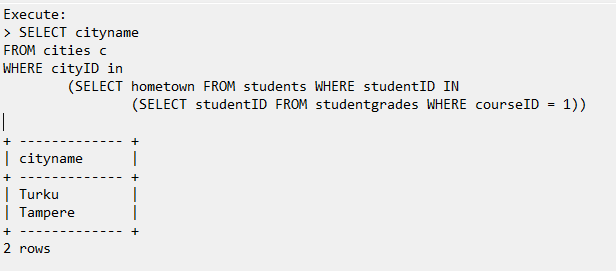 Execute:
> SELECT cityname
FROM cities c
WHERE cityID in
        (SELECT hometown FROM students WHERE studentID IN
                (SELECT studentID FROM studentgrades WHERE courseID = 1))
+ ------------- +
| cityname      |
+ ------------- +
| Turku         |
| Tampere       |
+ ------------- +
2 rows